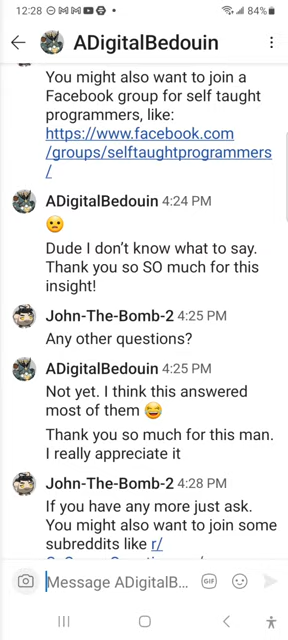 12:28
84%
ADigitalBedouin
You might also want to join a
Facebook group for self taught
programmers, like:
https://www.facebook.com
/groups/selftaughtprogrammers
/
ADigitalBedouin 4:24 PM
Dude I don't know what to say.
Thank you so SO much for this
insight!
John-The-Bomb-2 4:25 PM
Any other questions?
ADigitalBedouin 4:25 PM
Not yet. I think this answered
most of them 😂
Thank you so much for this man.
I really appreciate it
John-The-Bomb-2 4:28 PM
If you have any more just ask.
You might also want to join some
subreddits like r/
Message ADigitalB...
GIF